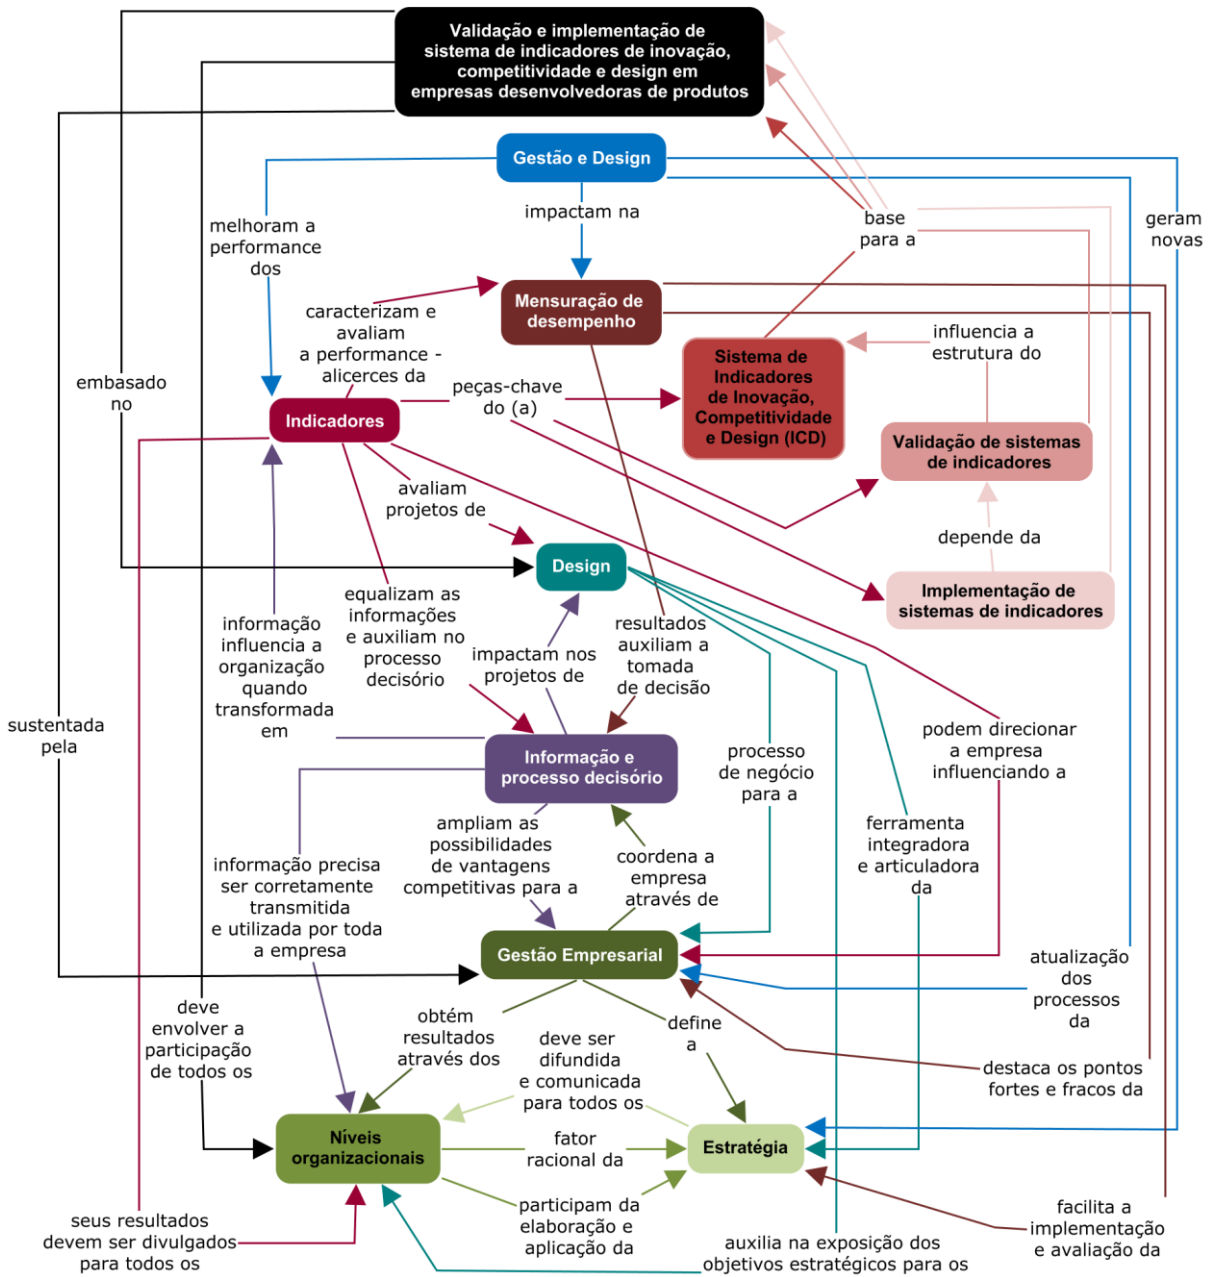 Validação e implementação de
sistema de indicadores de inovação,
competitividade e design em
empresas desenvolvedoras de produtos
Gestão e Design
impactam na
melhoram a
performance
dos
base
para a
geram
novas
Mensuração de
desempenho
caracterizam e
avaliam
a performance -
alicerces da
influencia a
estrutura do
Sistema de
Indicadores
de Inovação,
Competitividade
e Design (ICD)
embasado
no
peças-chave
do (a)
Indicadores
Validação de sistemas
de indicadores
avaliam
projetos de
depende da
Design
Implementação de
sistemas de indicadores
equalizam as
informações
e auxiliam no
processo
decisório
informação
influencia a
organização
quando
transformada
em
impactam nos
projetos de
resultados
auxiliam a
tomada
de decisão
sustentada
pela
podem direcionar
a empresa
influenciando a
Informação e
processo decisório
processo
de negócio
para a
ampliam as
possibilidades
de vantagens
competitivas para a
coordena a
empresa
através de
ferramenta
integradora
e articuladora
da
informação precisa
ser corretamente
transmitida
e utilizada por toda
a empresa
Gestão Empresarial
atualização
dos
processos
da
deve
envolver a
participação
de todos os
obtém
resultados
através dos
define
a
deve ser
difundida
e comunicada
para todos os
destaca os pontos
fortes e fracos da
Níveis
organizacionais
fator
racional da
Estratégia
participam da
elaboração e
aplicação da
seus resultados
devem ser divulgados
para todos os
auxilia na exposição dos
objetivos estratégicos para os
facilita a
implementação
e avaliação da